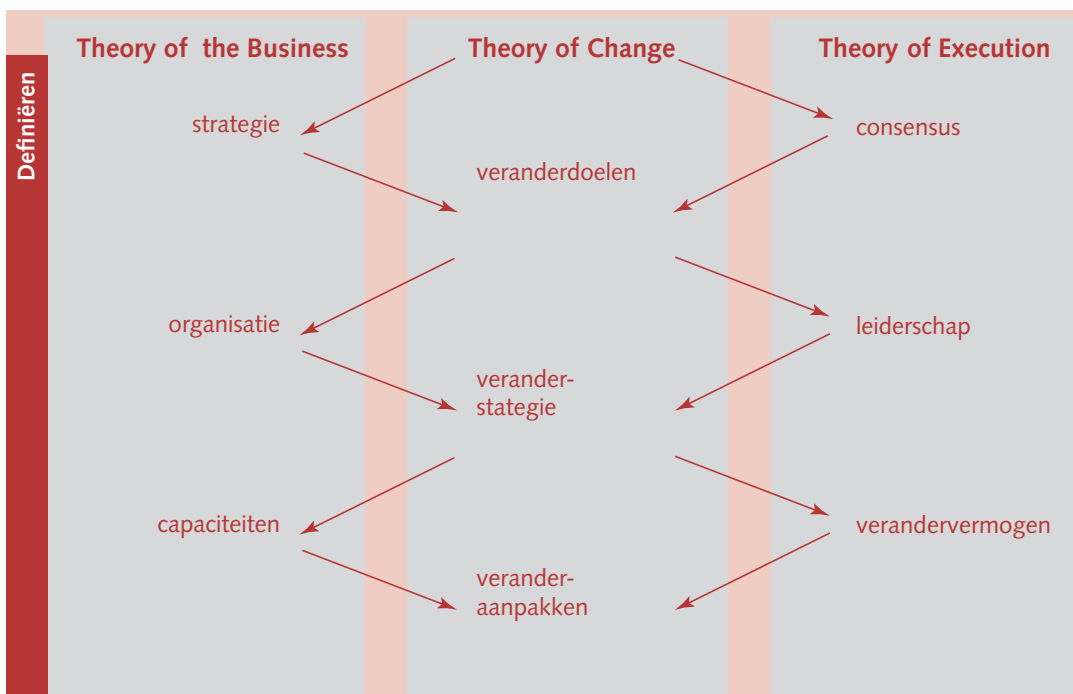 Theory of the Business
Theory of Change
Theory of Execution
Definiëren
strategie
consensus
veranderdoelen
organisatie
leiderschap
verander-
stategie
capaciteiten
verandervermogen
verander-
aanpakken